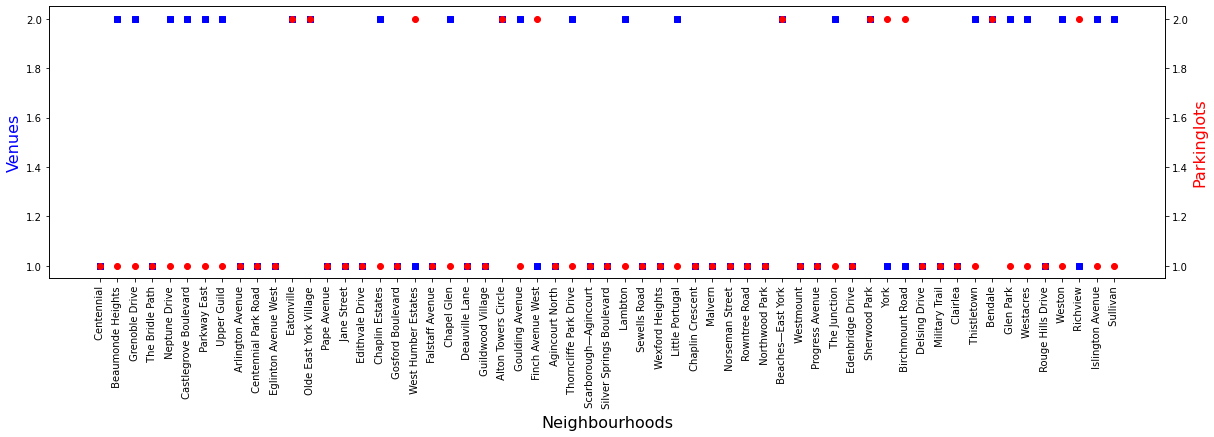 2.0
1.8
1.6
1.4
1.2
1.0
Venues
2.0
1.8
1.6
1.4
1.2
1.0
Parkinglots
Centennial
Beaumonde Heights
Grenoble Drive
The Bridle Path
Neptune Drive
Castlegrove Boulevard
Parkway East
Upper Guild
Arlington Avenue
Centennial Park Road
Eglinton Avenue West
Eatonville
Olde East York Village
Pape Avenue
Jane Street
Edithvale Drive
Chaplin Estates
Gosford Boulevard
West Humber Estates
Falstaff Avenue
Chapel Glen
Deauville Lane
Guildwood Village
Alton Towers Circle
Goulding Avenue
Finch Avenue West
Agincourt North
Thorncliffe Park Drive
Scarborough—Agincourt
Silver Springs Boulevard
Lambton
Sewells Road
Wexford Heights
Little Portugal
Chaplin Crescent
Malvern
Norseman Street
Rowntree Road
Northwood Park
Beaches—East York
Westmount
Progress Avenue
The Junction
Edenbridge Drive
Sherwood Park
York
Birchmount Road
Delsing Drive
Military Trail
Clairlea
Thistletown
Bendale
Glen Park
Westacres
Rouge Hills Drive
Weston
Richview
Islington Avenue
Sullivan
Neighbourhoods